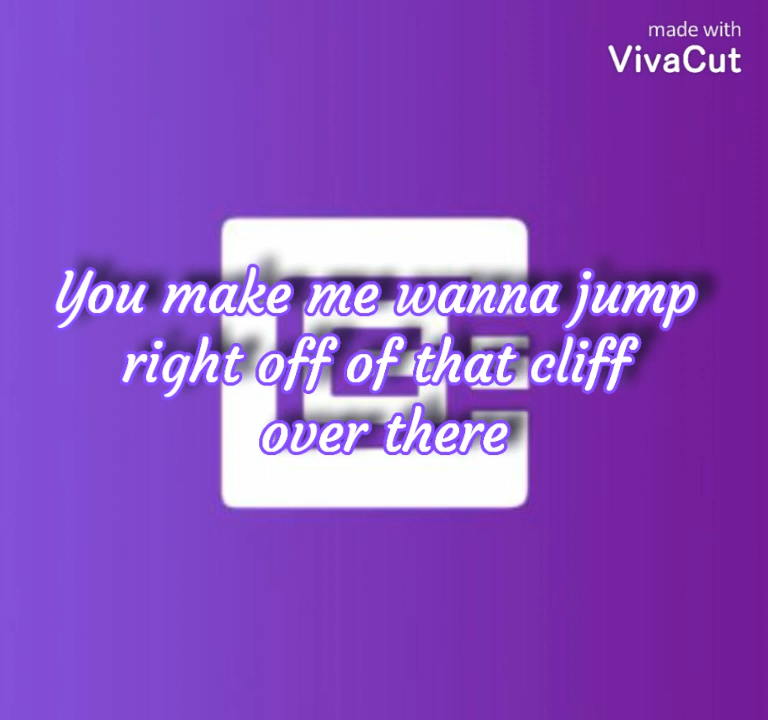 made with
VivaCut
You make me wanna jump
right off of that cliff
over there